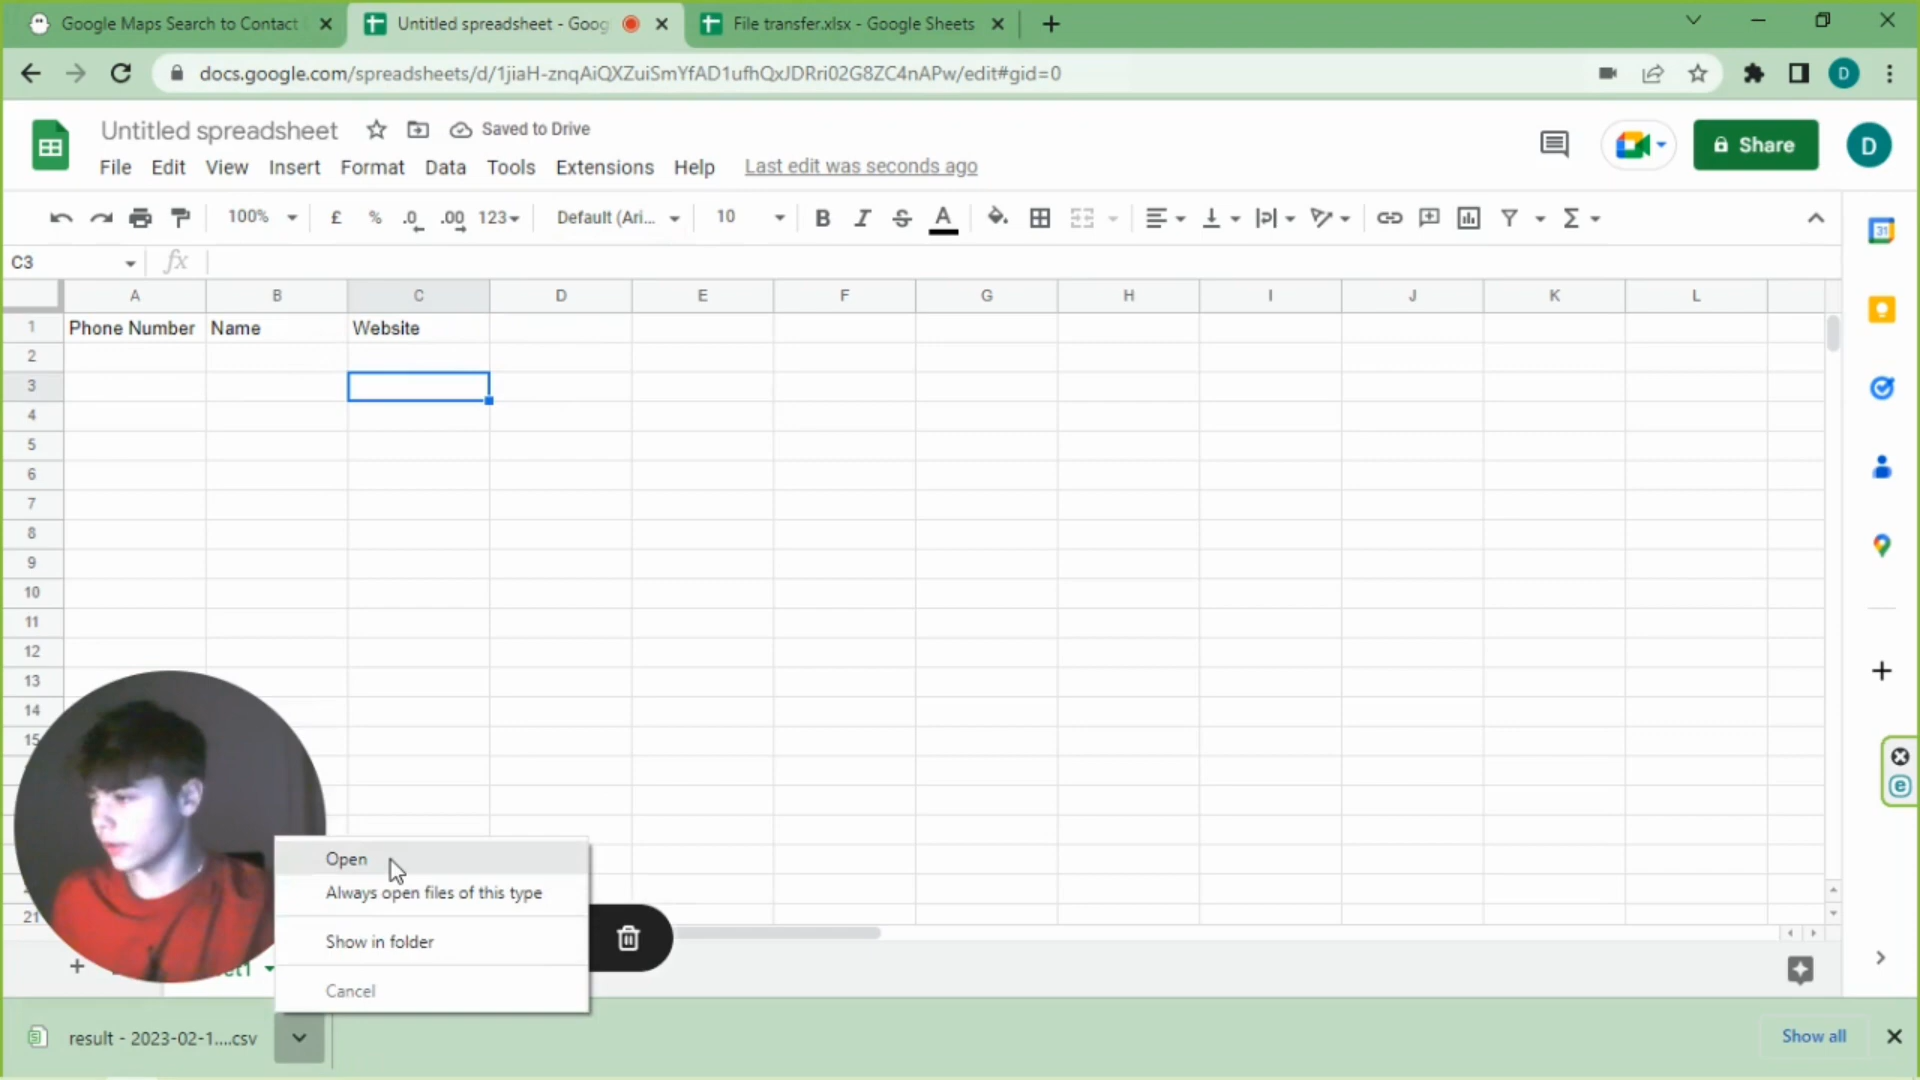 Google Maps Search to Contact
Untitled spreadsheet - Goog
File transfer.xlsx - Google Sheets
docs.google.com/spreadsheets/d/1jiaH-znqAiQXZuiSmYfAD1ufhQxJDRri02G8ZC4nAPw/edit#gid=0
D
Untitled spreadsheet
Saved to Drive
Share
D
File Edit View Insert Format Data Tools Extensions Help Last edit was seconds ago
100% £ % .0 .00 123 Default (Ari... 10 B I S A Σ
31
C3 fx
A B C D E F G H I J K L
1 Phone Number Name Website
2
3
4
5
6
7
8
9
10
11
12
13
14
15
21
Open
Always open files of this type
Show in folder
Cancel
result - 2023-02-1....csv
Show all